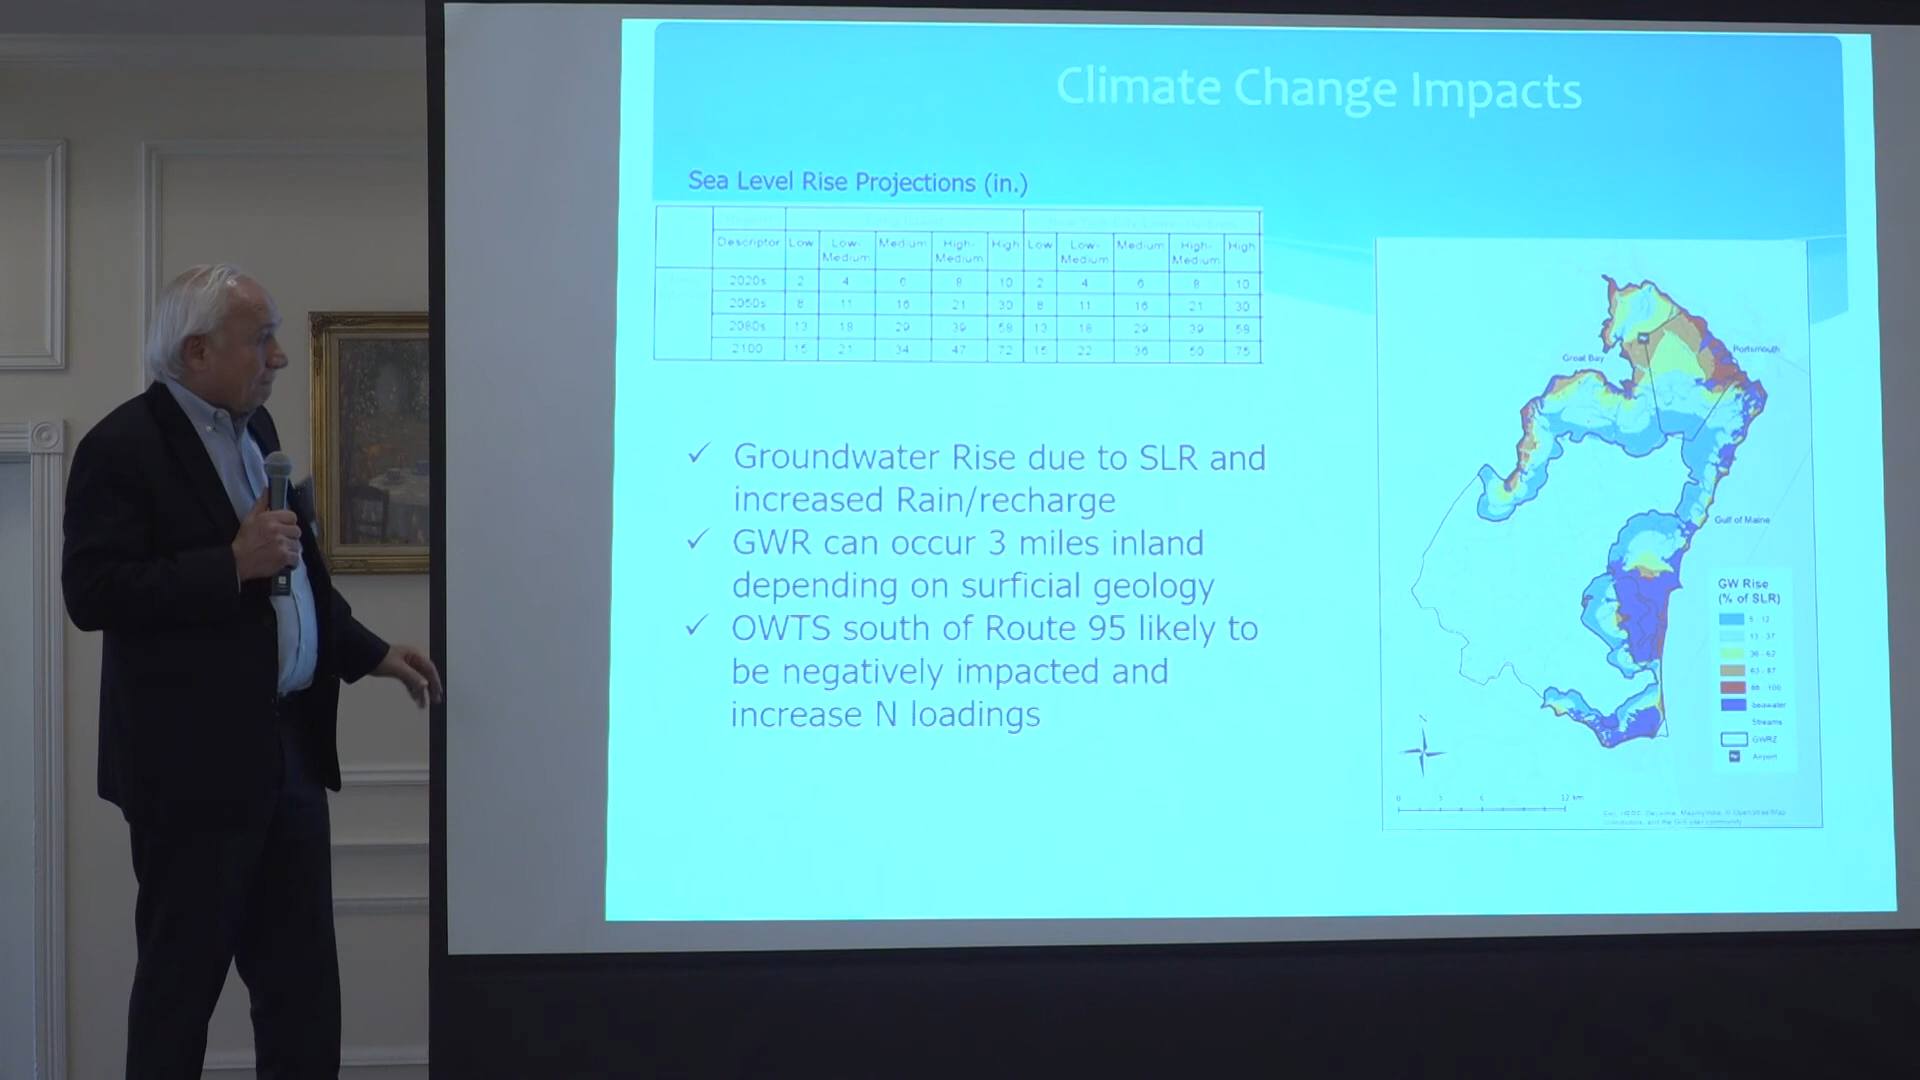 Climate Change Impacts
Sea Level Rise Projections (in.)
Descriptor Low Low-Medium Medium High-Medium High Low Low-Medium Medium High-Medium High
2020s 2 4 6 8 10 2 4 6 8 10
2050s 8 11 16 21 30 8 11 16 21 30
2080s 13 18 29 39 58 13 18 29 39 58
2100 15 21 34 47 72 15 22 36 50 75
✓ Groundwater Rise due to SLR and
increased Rain/recharge
✓ GWR can occur 3 miles inland
depending on surficial geology
✓ OWTS south of Route 95 likely to
be negatively impacted and
increase N loadings
Great Bay
Portsmouth
Gulf of Maine
GW Rise
(% of SLR)
5 - 12
13 - 37
38 - 62
63 - 87
88 - 100
Seawater
Streams
GWRZ
Airport
N
0 3 6 12 km